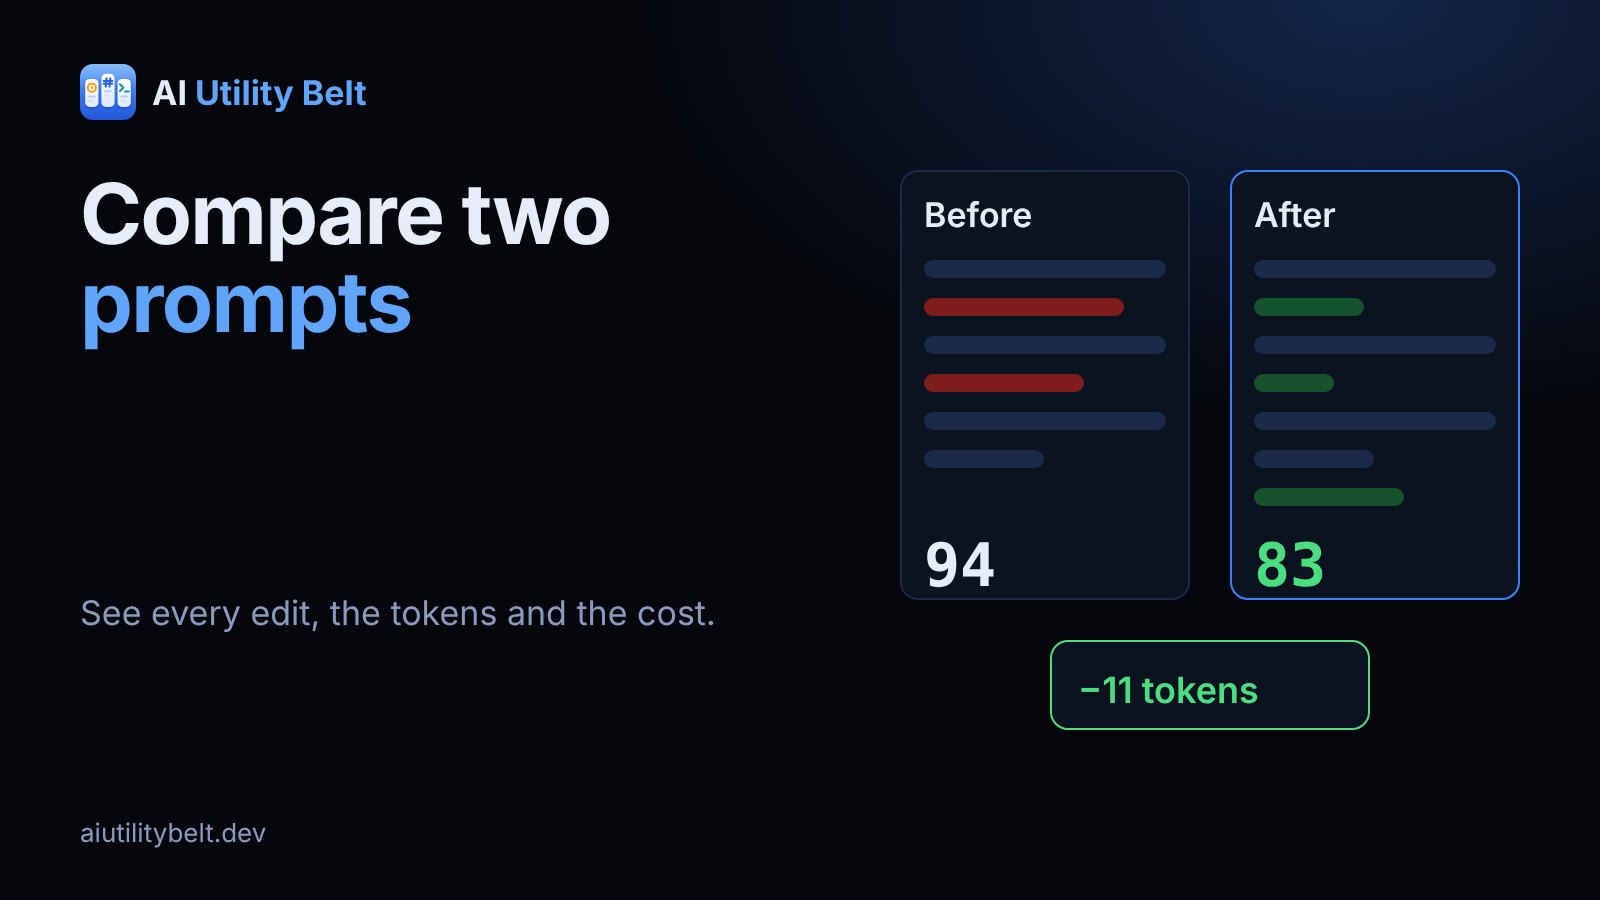 AI Utility Belt
Compare two
prompts
See every edit, the tokens and the cost.
aiutilitybelt.dev
Before
94
After
83
−11 tokens